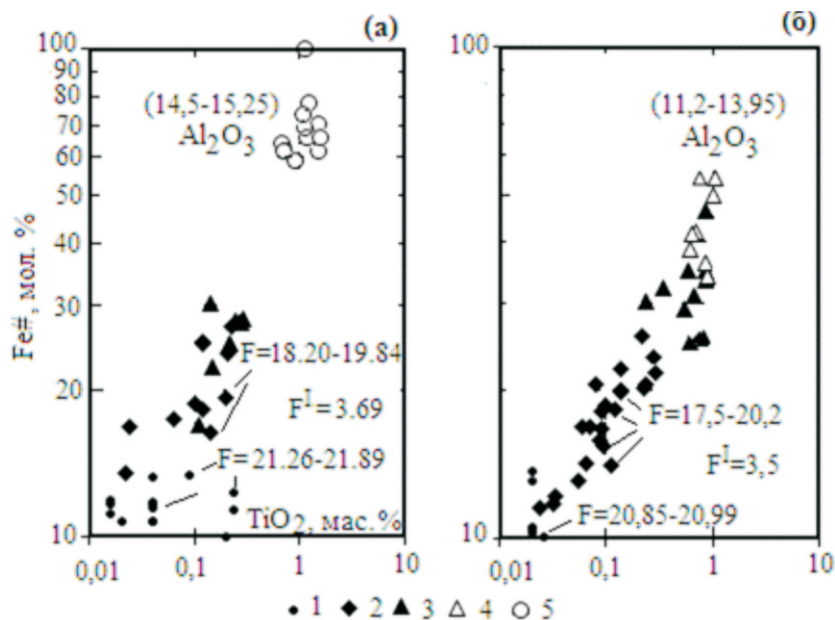 (а)
100
90
80
70
60
50
30
20
10
Fe#, мол. %
(14,5-15,25)
Al2O3
F=18.20-19.84
F^I=3.69
F=21.26-21.89
TiO2, мас.%
0,01 0,1 1 10
(б)
100
10
(11,2-13,95)
Al2O3
F=17,5-20,2
F^I=3,5
F=20,85-20,99
0,01 0,1 1 10
1 2 3 4 5